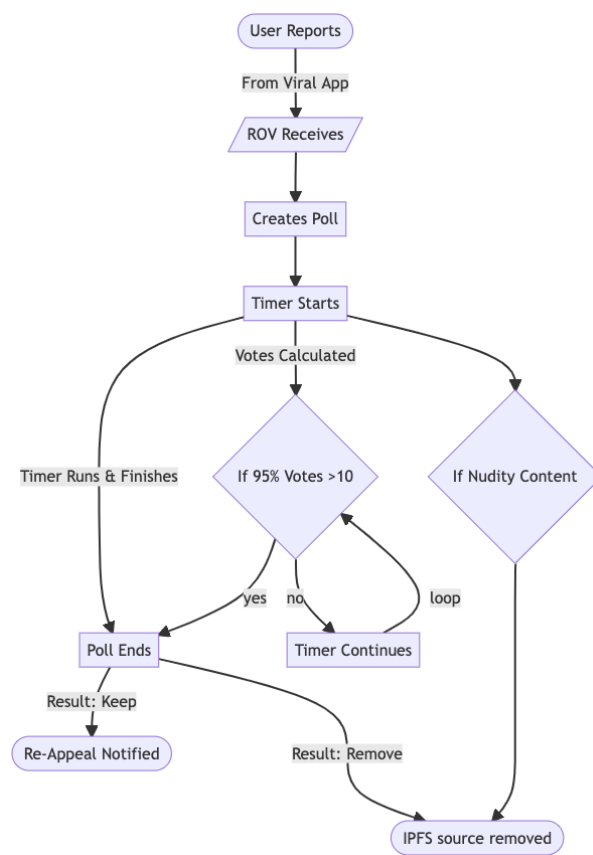 User Reports
From Viral App
ROV Receives
Creates Poll
Timer Starts
Votes Calculated
Timer Runs & Finishes
If 95% Votes >10
If Nudity Content
yes
no
loop
Poll Ends
Timer Continues
Result: Keep
Re-Appeal Notified
Result: Remove
IPFS source removed